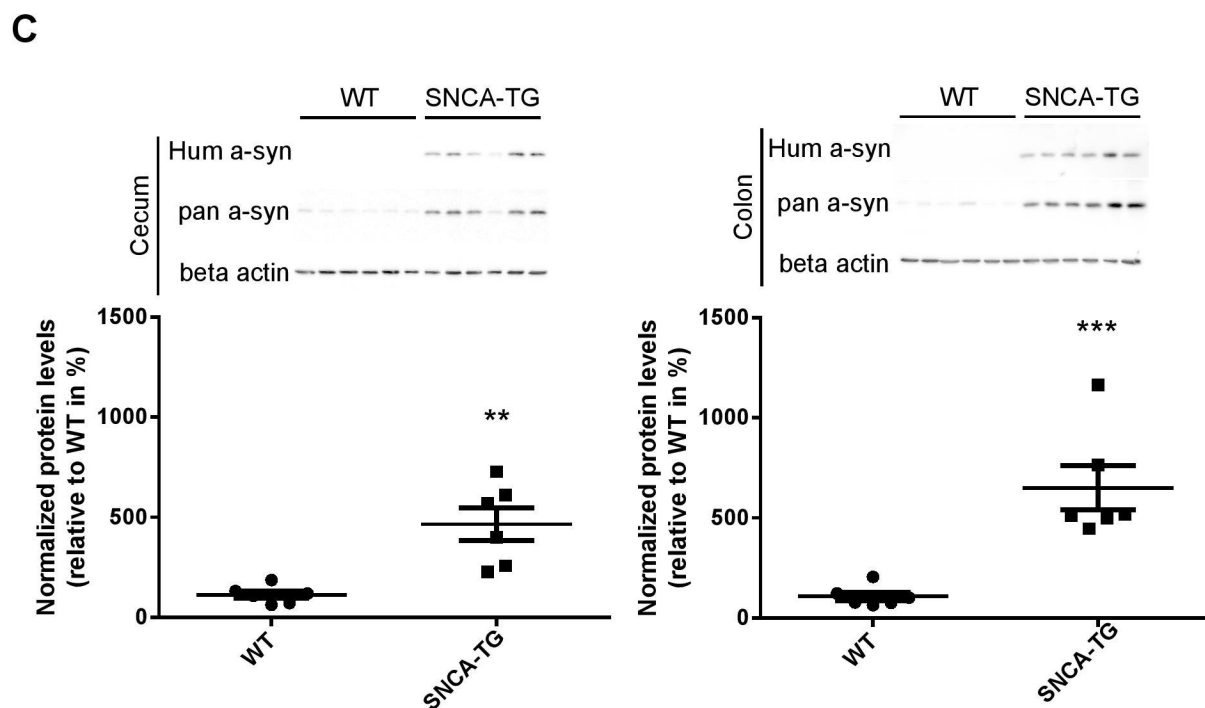 C
WT SNCA-TG
Cecum
Hum a-syn
pan a-syn
beta actin
Normalized protein levels
(relative to WT in %)
1500
1000
500
0
**
WT
SNCA-TG
WT SNCA-TG
Colon
Hum a-syn
pan a-syn
beta actin
Normalized protein levels
(relative to WT in %)
1500
1000
500
0
***
WT
SNCA-TG